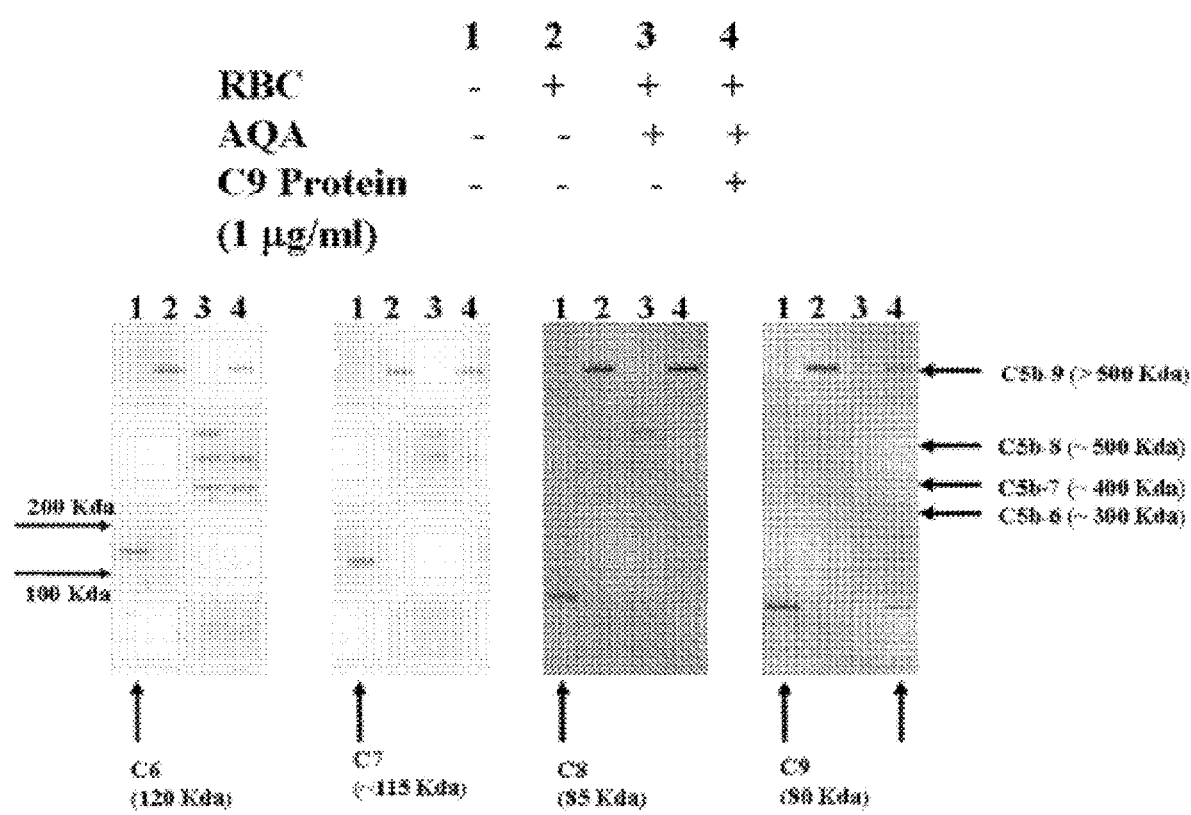 1 2 3 4
RBC - + + +
AQA - - + +
C9 Protein - - - +
(1 µg/ml)
1 2 3 4 1 2 3 4 1 2 3 4 1 2 3 4
C5b-9 (> 500 Kda)
C5b-8 (~ 500 Kda)
C5b-7 (~ 400 Kda)
C5b-6 (~ 300 Kda)
200 Kda
100 Kda
C6
(120 Kda)
C7
(~115 Kda)
C8
(85 Kda)
C9
(80 Kda)